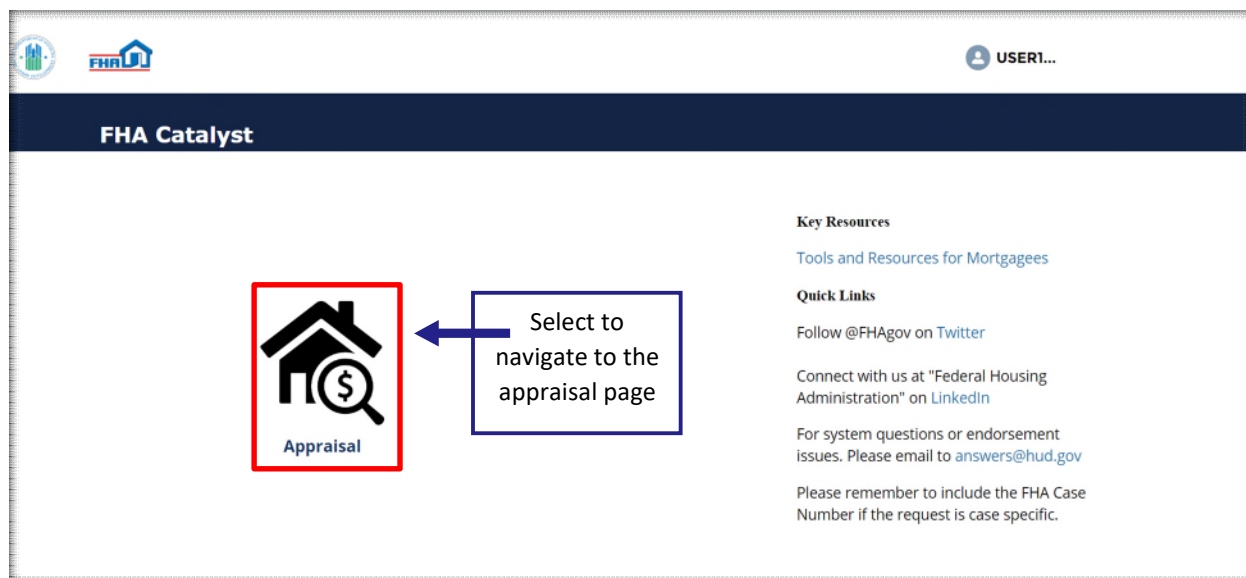 FHA
USER1...
FHA Catalyst
Key Resources
Tools and Resources for Mortgagees
Quick Links
Follow @FHAgov on Twitter
Connect with us at "Federal Housing
Administration" on LinkedIn
For system questions or endorsement
issues. Please email to answers@hud.gov
Please remember to include the FHA Case
Number if the request is case specific.
$
Appraisal
Select to
navigate to the
appraisal page